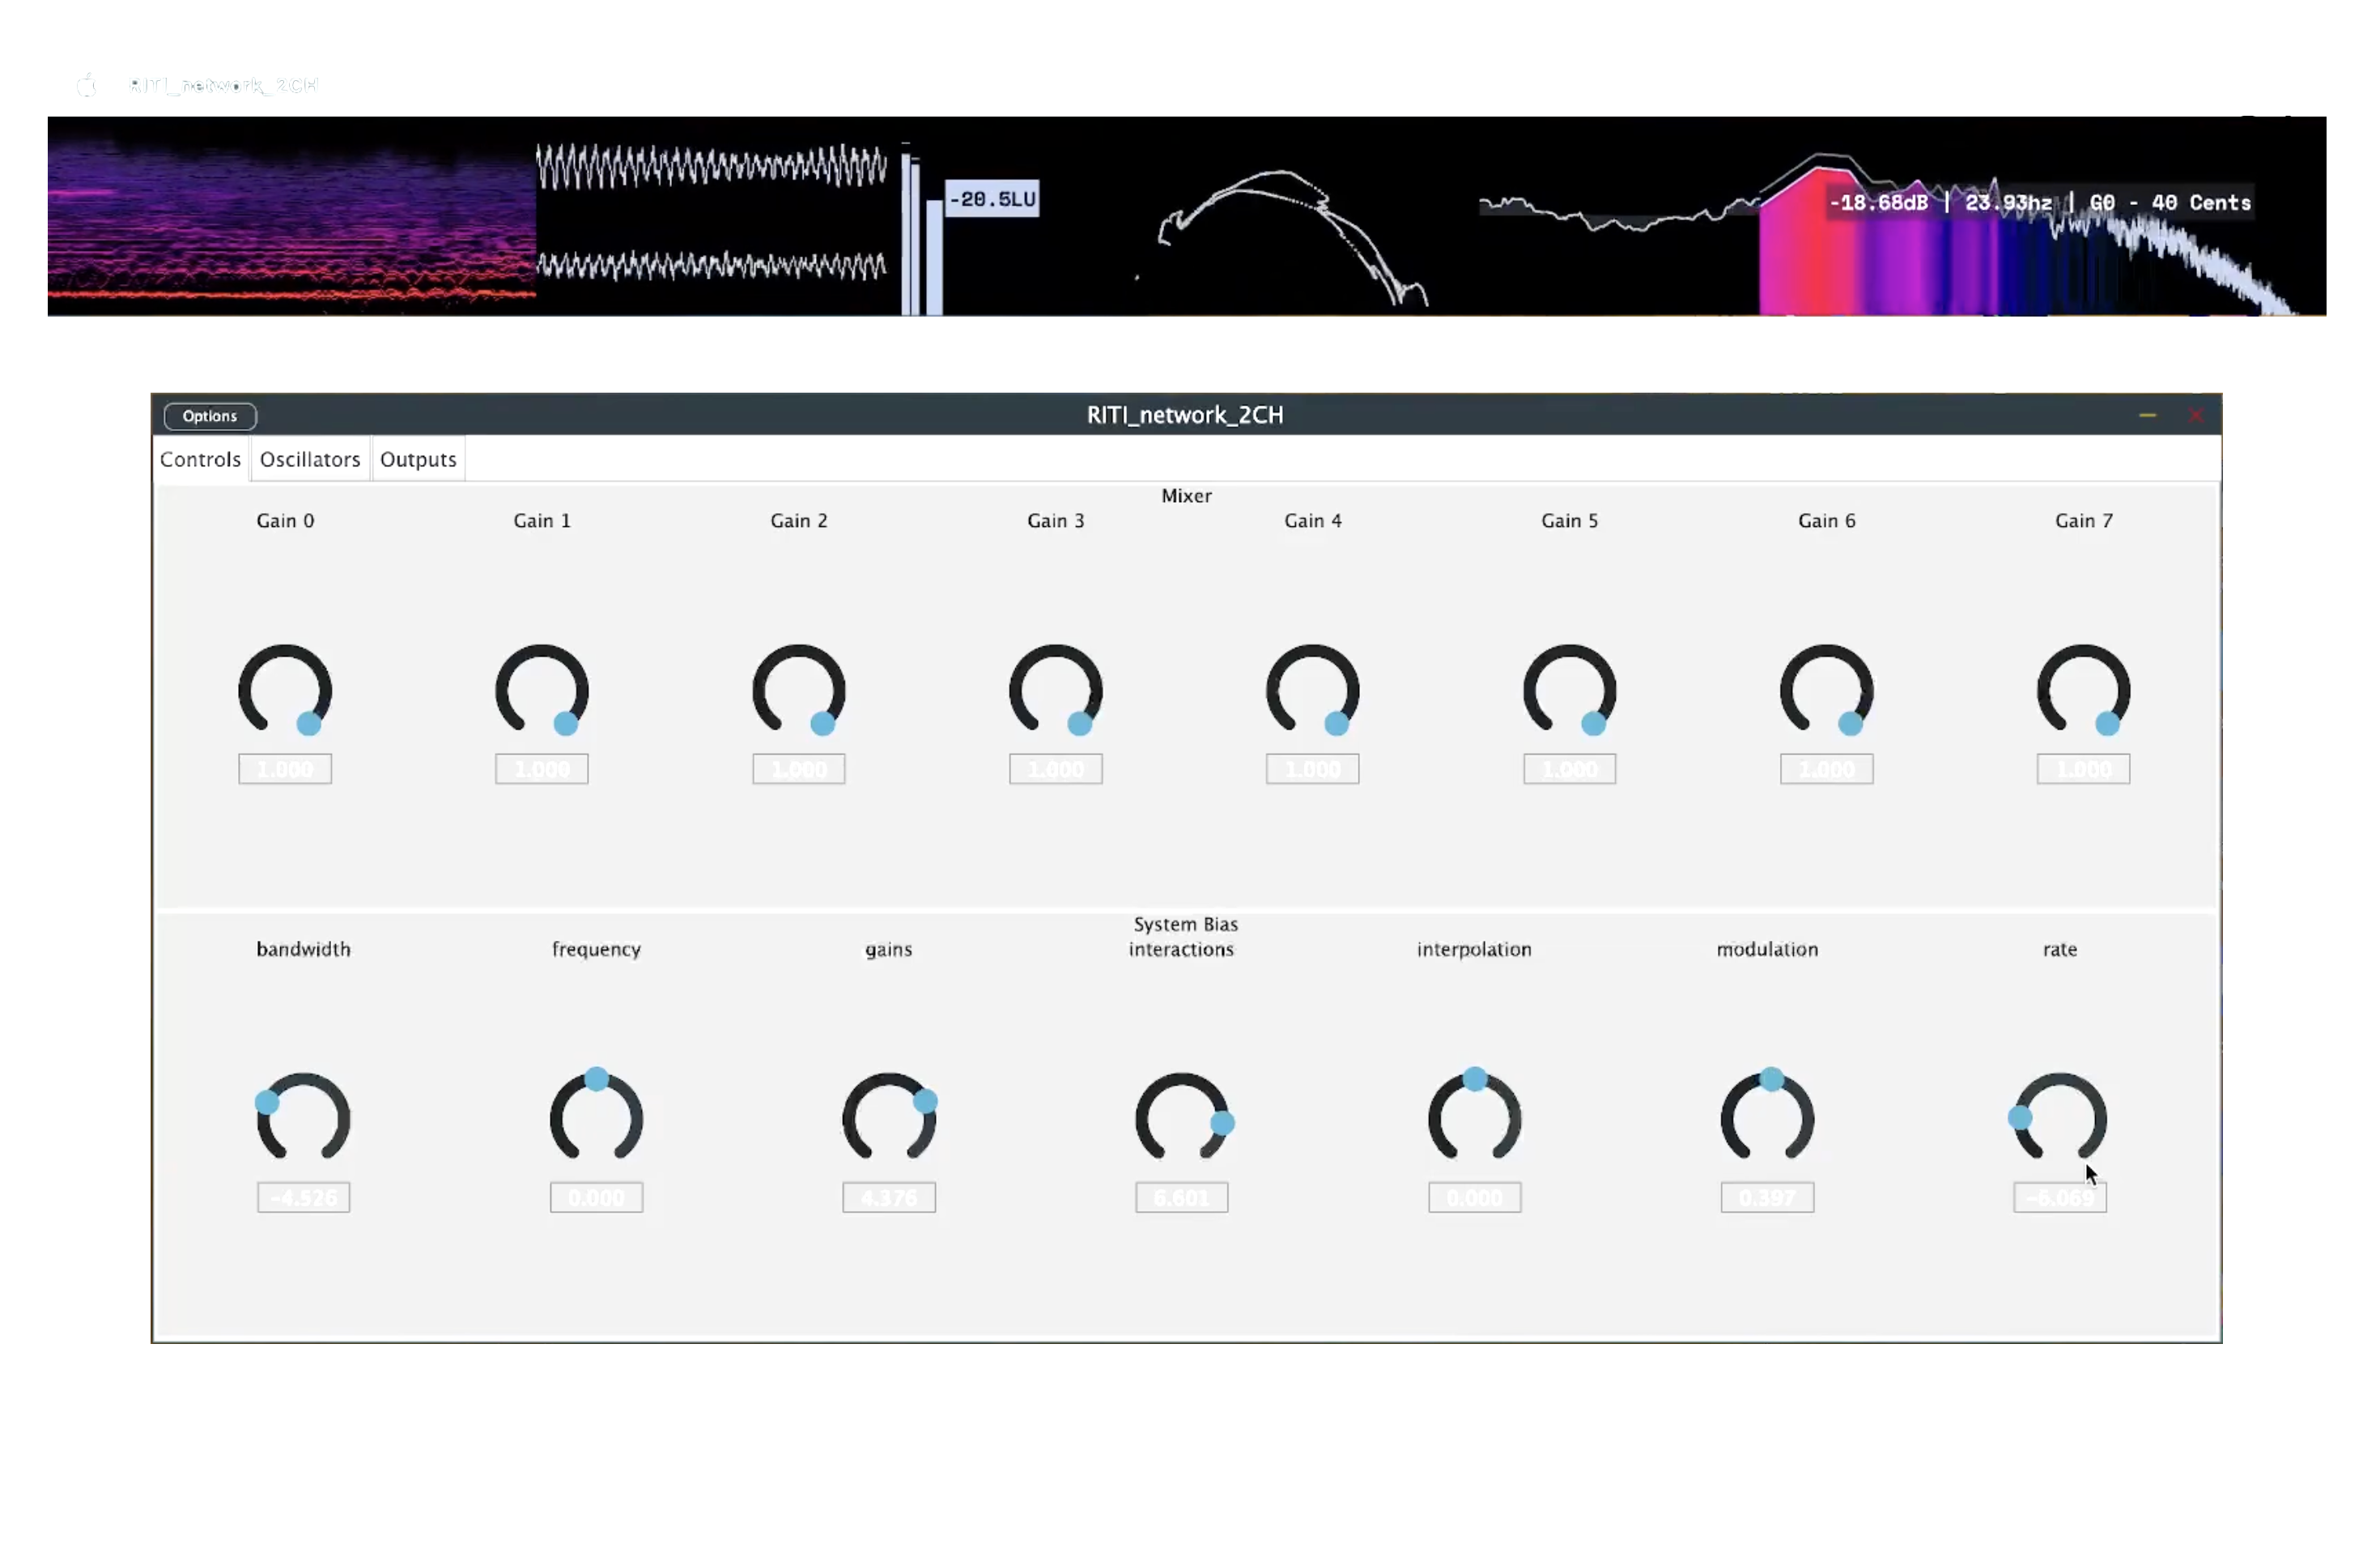 RITI_network_2CH
-20.5LU
-18.68dB | 23.93hz | G0 - 40 Cents
Options
RITI_network_2CH
Controls Oscillators Outputs
Mixer
Gain 0 Gain 1 Gain 2 Gain 3 Gain 4 Gain 5 Gain 6 Gain 7
1.000 1.000 1.000 1.000 1.000 1.000 1.000 1.000
System Bias
bandwidth frequency gains interactions interpolation modulation rate
-4.526 0.000 4.376 6.601 0.000 0.397 -6.069